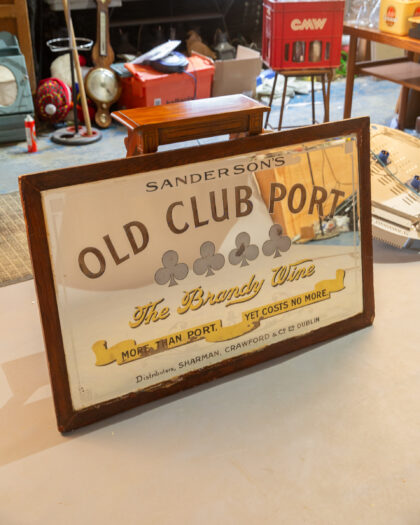 CMW
SANDERSON'S
OLD CLUB PORT
The Brandy Wine
MORE THAN PORT, YET COSTS NO MORE
Distributors, SHARMAN, CRAWFORD & Co LD DUBLIN